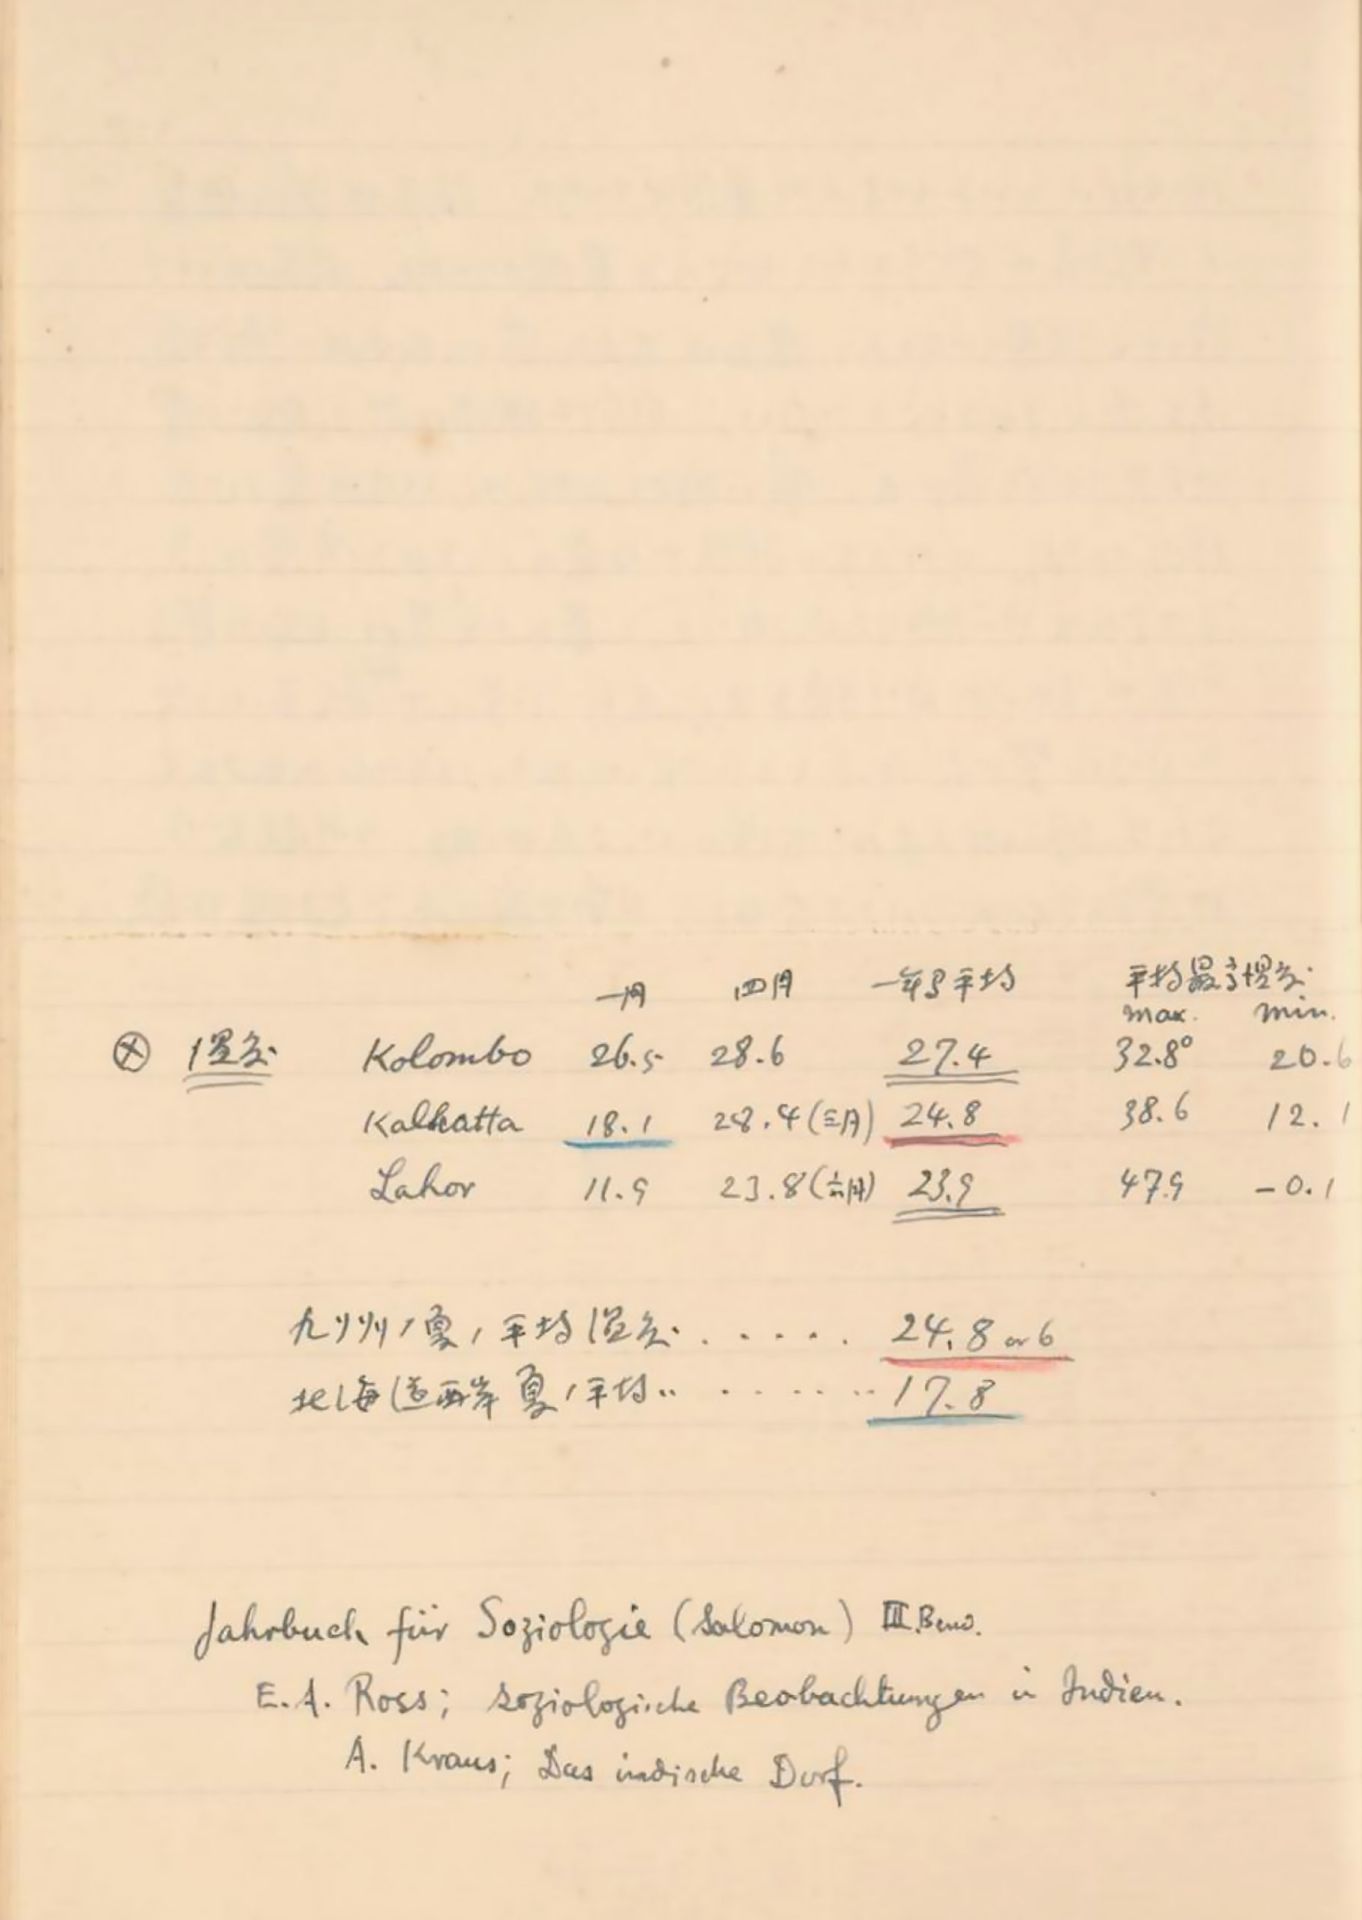 一月 四月 一年ノ平均 平均最高温度
max. min.
⊗ 温度 Kolombo 26.5 28.6 27.4 32.8° 20.6
Kalkatta 18.1 28.4(三月) 24.8 38.6 12.1
Lahor 11.9 23.8(六月) 23.9 47.9 -0.1
九州ノ夏ノ平均温度 . . . . . 24.8 or 6
北海道西岸夏ノ平均〃 . . . . . 17.8
Jahrbuch für Soziologie (Salomon) III. Band.
E. A. Ross; soziologische Beobachtungen in Indien.
A. Kraus; Das indische Dorf.